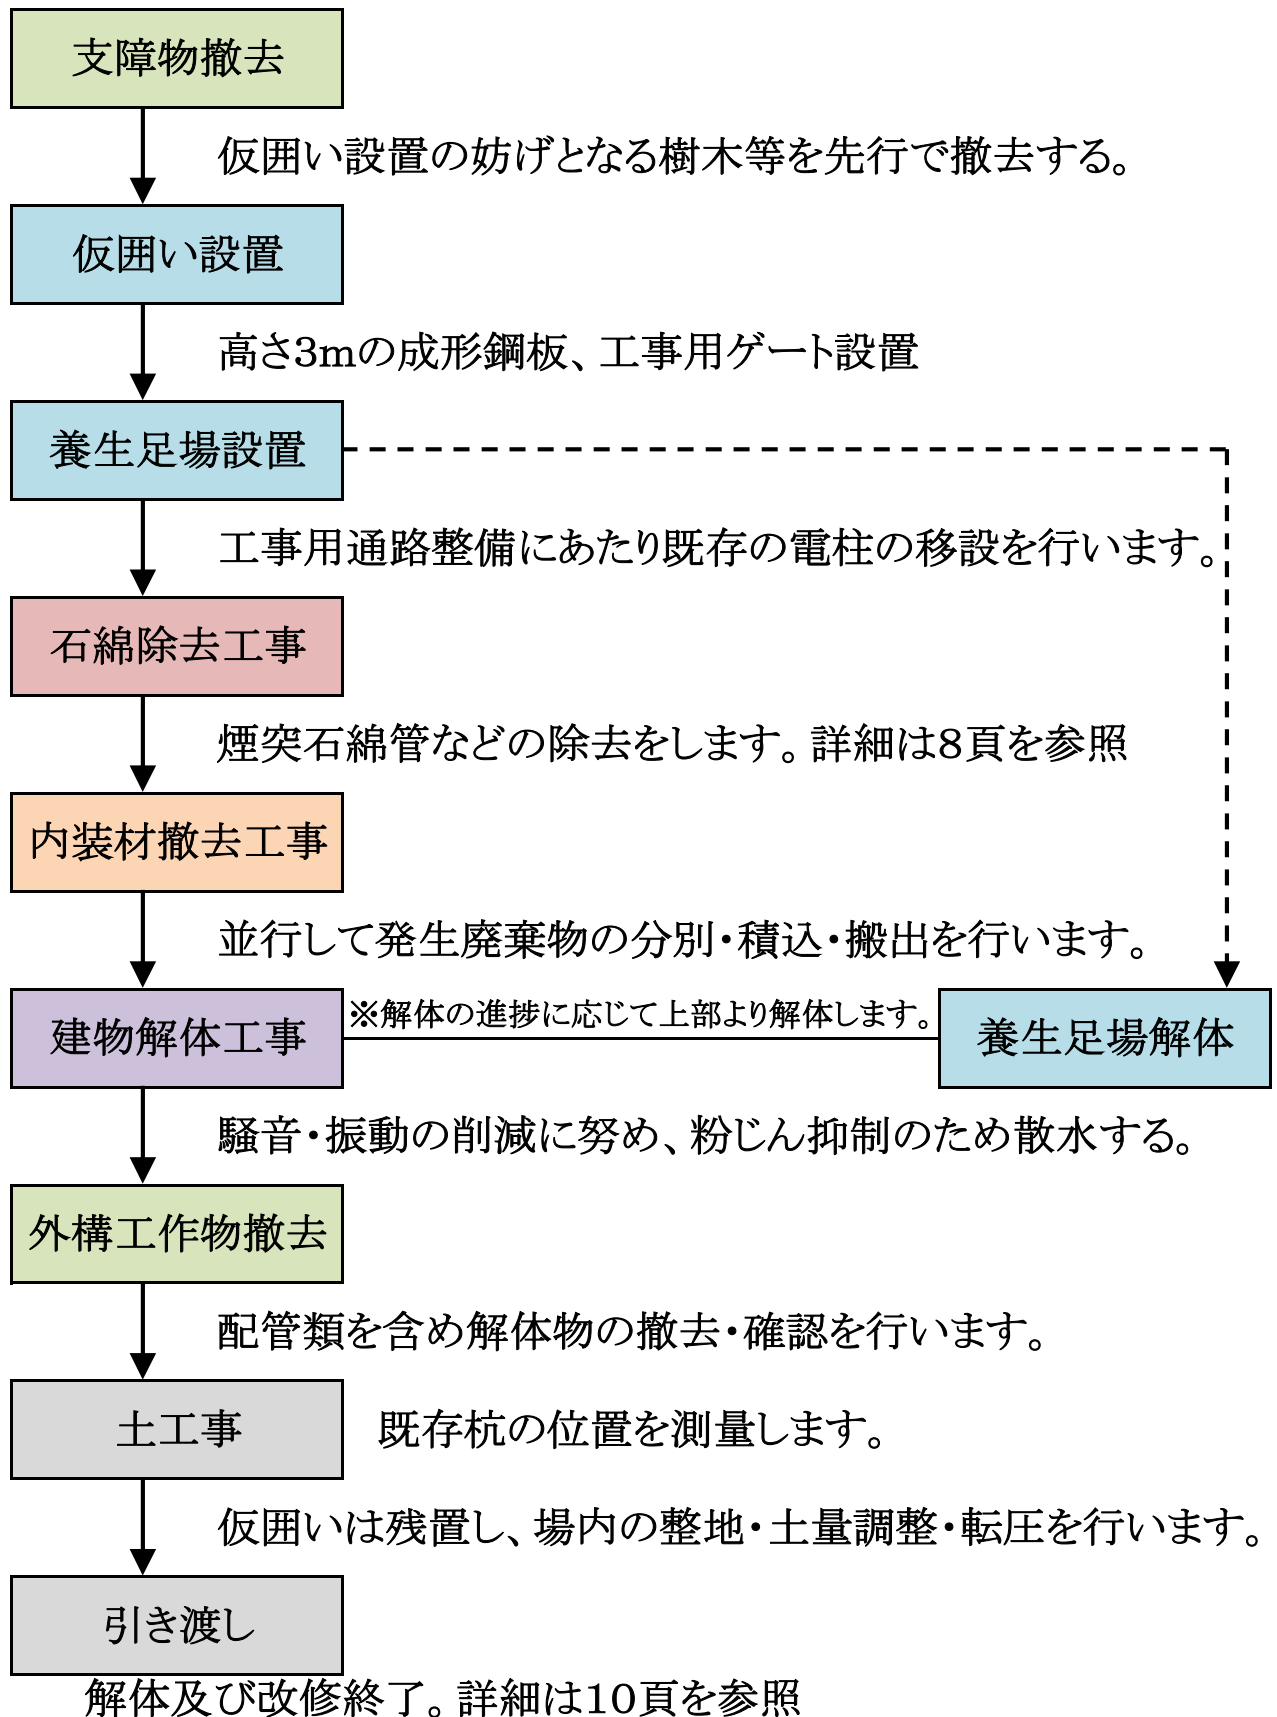 支障物撤去
仮囲い設置の妨げとなる樹木等を先行で撤去する。
仮囲い設置
高さ3mの成形鋼板、工事用ゲート設置
養生足場設置
工事用通路整備にあたり既存の電柱の移設を行います。
石綿除去工事
煙突石綿管などの除去をします。詳細は8頁を参照
内装材撤去工事
並行して発生廃棄物の分別・積込・搬出を行います。
建物解体工事
※解体の進捗に応じて上部より解体します。
養生足場解体
騒音・振動の削減に努め、粉じん抑制のため散水する。
外構工作物撤去
配管類を含め解体物の撤去・確認を行います。
土工事
既存杭の位置を測量します。
仮囲いは残置し、場内の整地・土量調整・転圧を行います。
引き渡し
解体及び改修終了。詳細は10頁を参照